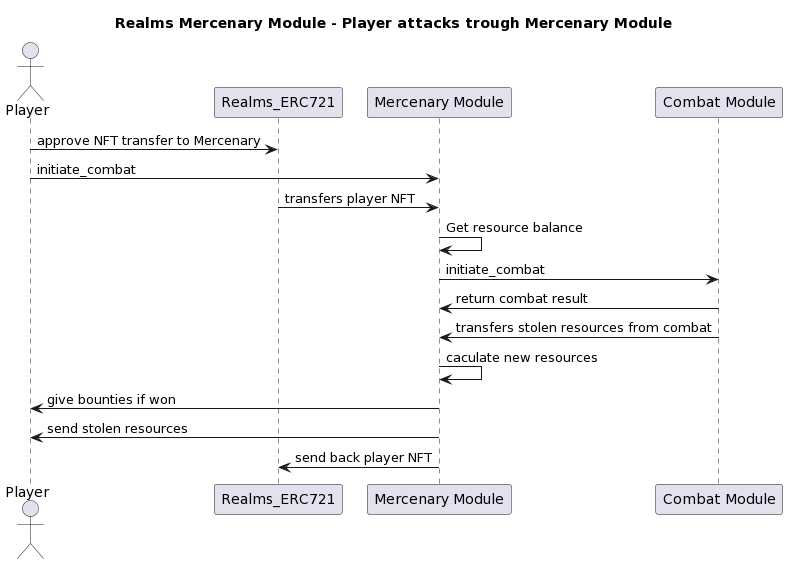 Realms Mercenary Module - Player attacks trough Mercenary Module
Player
Realms_ERC721
Mercenary Module
Combat Module
approve NFT transfer to Mercenary
initiate_combat
transfers player NFT
Get resource balance
initiate_combat
return combat result
transfers stolen resources from combat
caculate new resources
give bounties if won
send stolen resources
send back player NFT
Player
Realms_ERC721
Mercenary Module
Combat Module